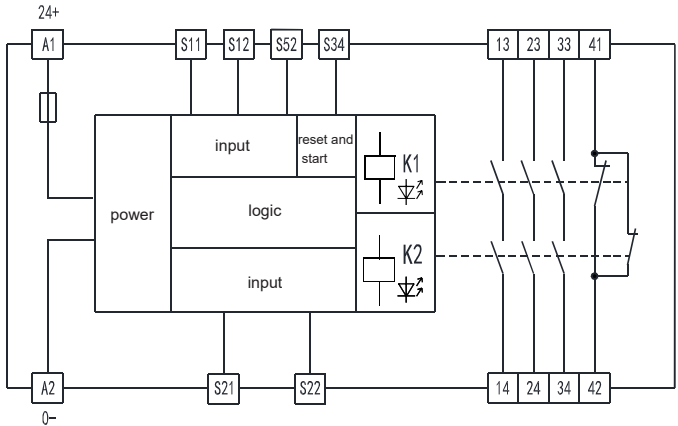 24+
A1 S11 S12 S52 S34 13 23 33 41
input reset and
start
K1
power logic
K2
input
A2 S21 S22 14 24 34 42
0-